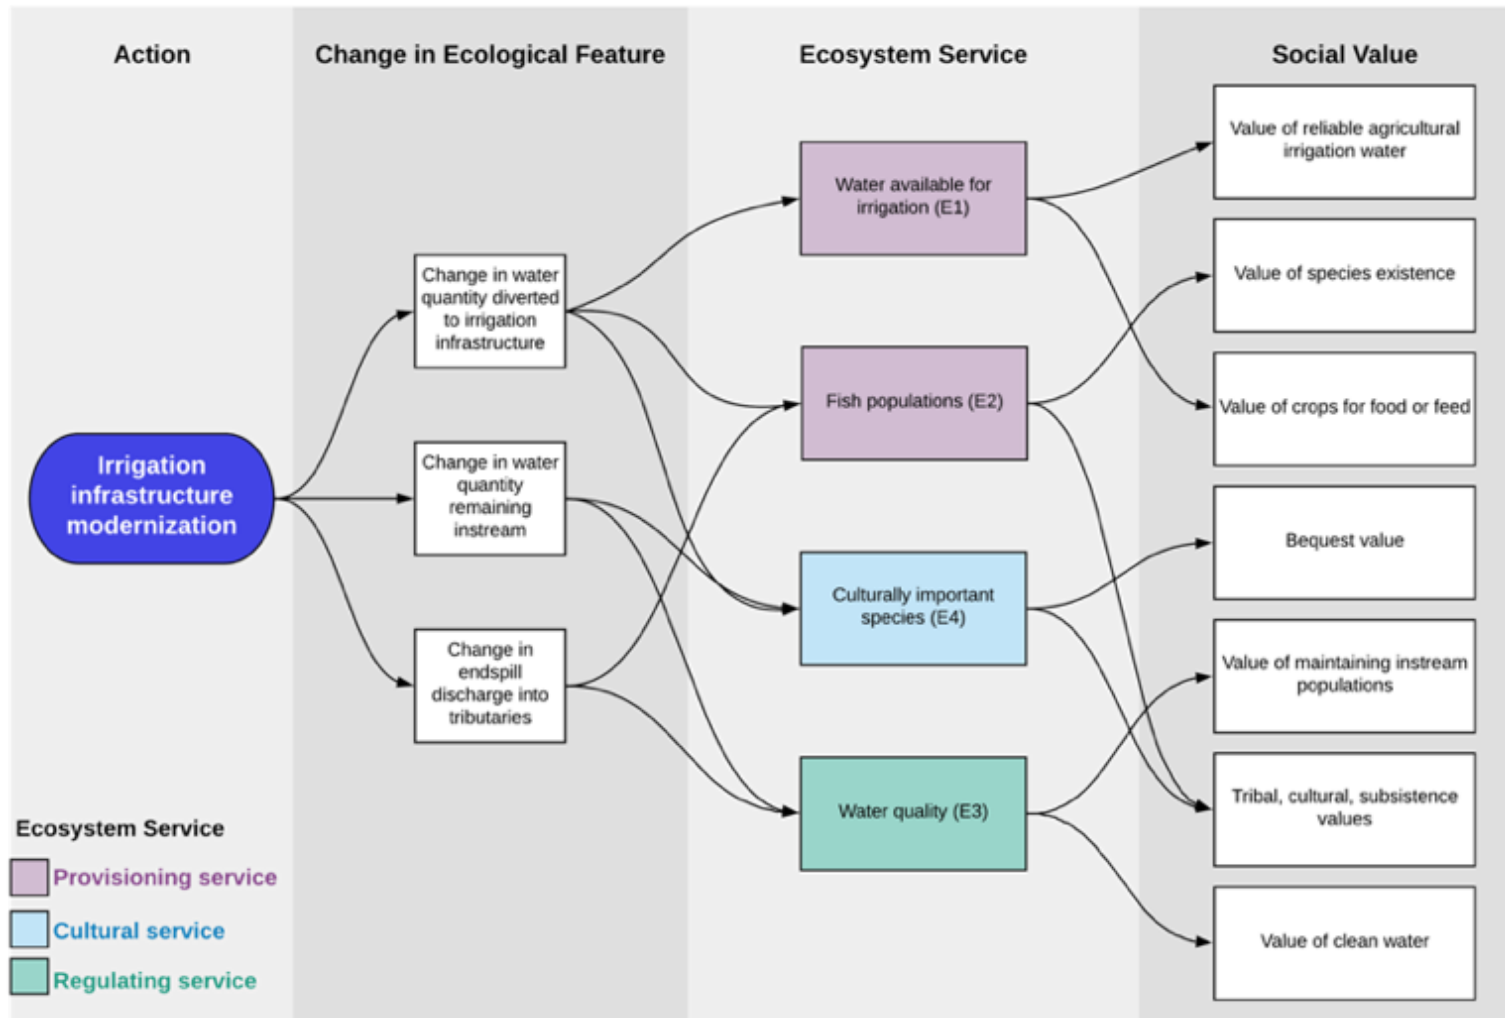 Action
Change in Ecological Feature
Ecosystem Service
Social Value
Irrigation
infrastructure
modernization
Change in water
quantity diverted
to irrigation
infrastructure
Change in water
quantity
remaining
instream
Change in
endspill
discharge into
tributaries
Water available for
irrigation (E1)
Fish populations (E2)
Culturally important
species (E4)
Water quality (E3)
Value of reliable agricultural
irrigation water
Value of species existence
Value of crops for food or feed
Bequest value
Value of maintaining instream
populations
Tribal, cultural, subsistence
values
Value of clean water
Ecosystem Service
Provisioning service
Cultural service
Regulating service